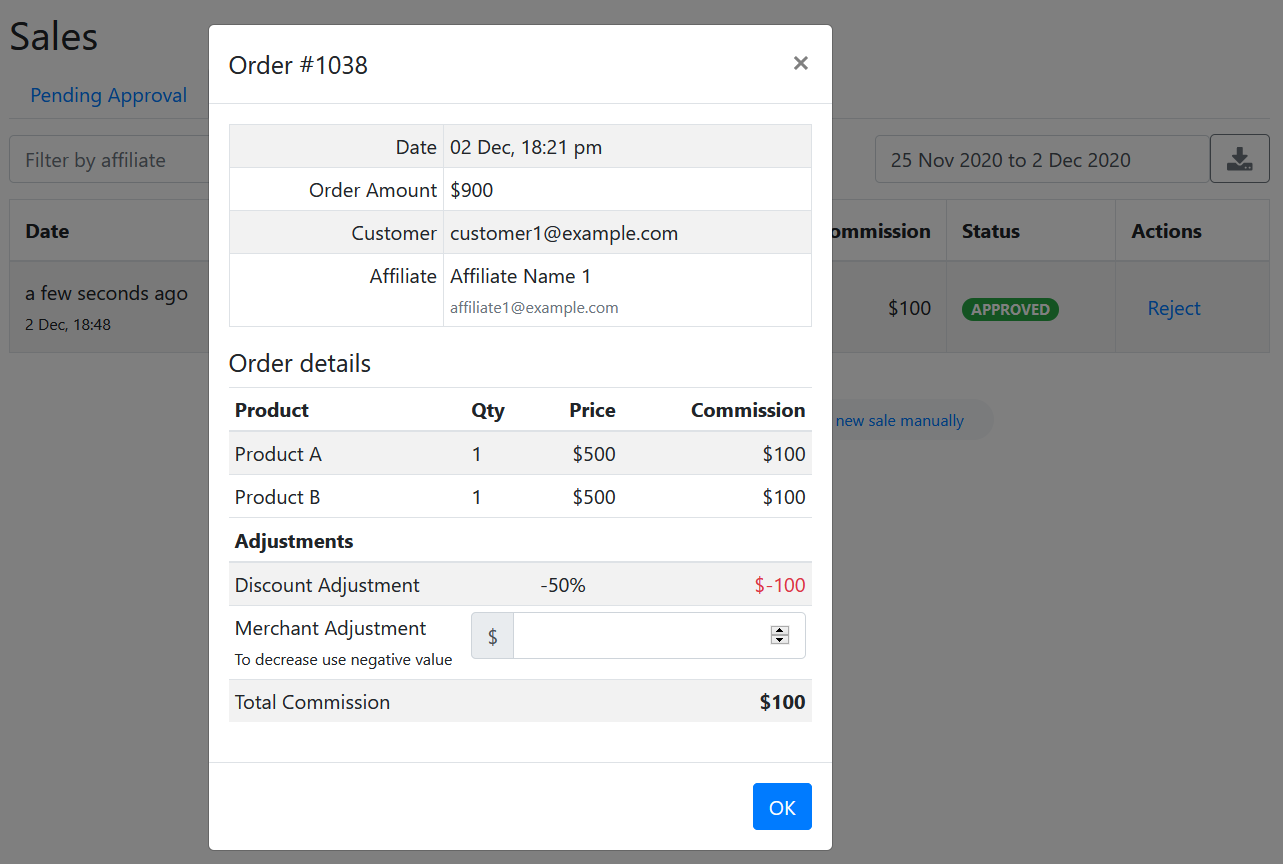 Sales
Pending Approval
Filter by affiliate
25 Nov 2020 to 2 Dec 2020
Date
ommission Status Actions
a few seconds ago
2 Dec, 18:48
$100 APPROVED Reject
new sale manually
Order #1038 ×
Date 02 Dec, 18:21 pm
Order Amount $900
Customer customer1@example.com
Affiliate Affiliate Name 1
affiliate1@example.com
Order details
Product Qty Price Commission
Product A 1 $500 $100
Product B 1 $500 $100
Adjustments
Discount Adjustment -50% $-100
Merchant Adjustment $
To decrease use negative value
Total Commission $100
OK